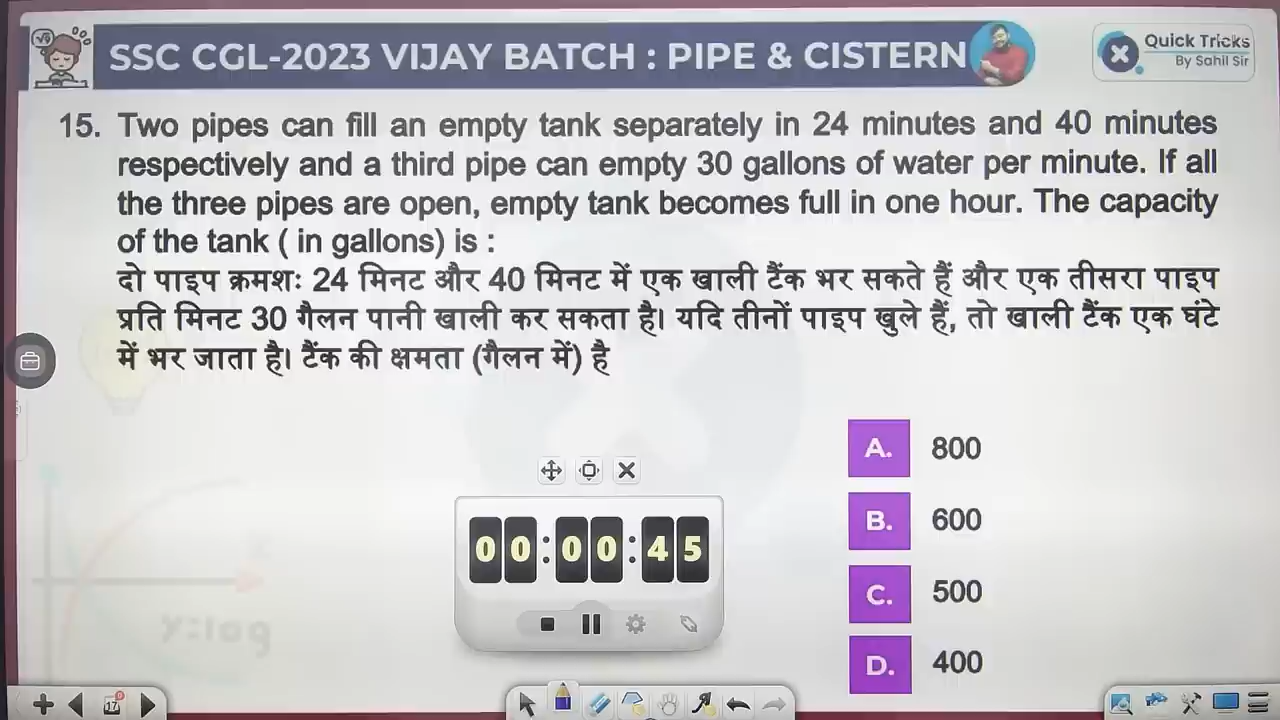 SSC CGL-2023 VIJAY BATCH : PIPE & CISTERN
Quick Tricks
By Sahil Sir
15. Two pipes can fill an empty tank separately in 24 minutes and 40 minutes
respectively and a third pipe can empty 30 gallons of water per minute. If all
the three pipes are open, empty tank becomes full in one hour. The capacity
of the tank ( in gallons) is :
दो पाइप क्रमशः 24 मिनट और 40 मिनट में एक खाली टैंक भर सकते हैं और एक तीसरा पाइप
प्रति मिनट 30 गैलन पानी खाली कर सकता है। यदि तीनों पाइप खुले हैं, तो खाली टैंक एक घंटे
में भर जाता है। टैंक की क्षमता (गैलन में) है
A. 800
B. 600
C. 500
D. 400
00:00:45
y=log
17